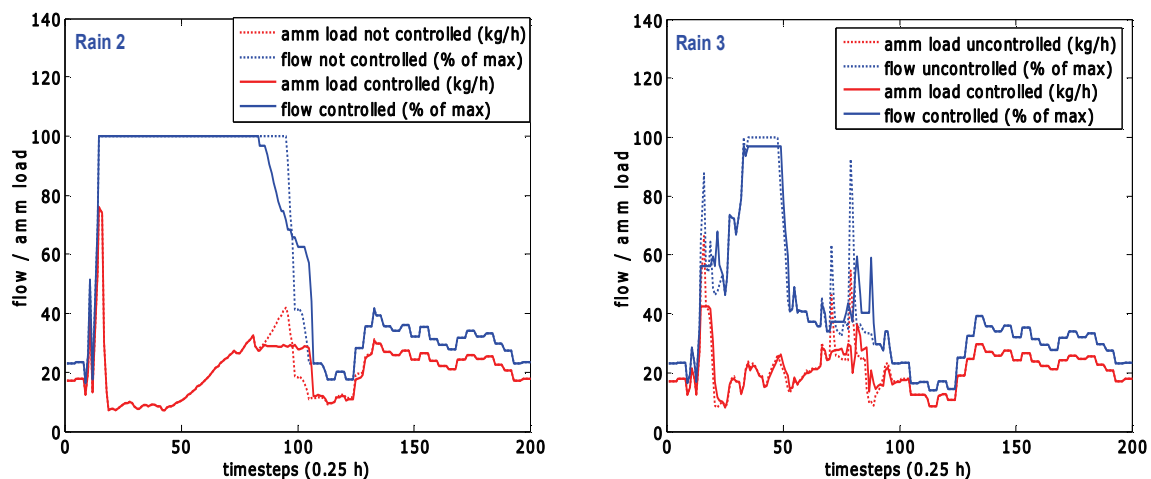 Rain 2
amm load not controlled (kg/h)
flow not controlled (% of max)
amm load controlled (kg/h)
flow controlled (% of max)
flow / amm load
140
120
100
80
60
40
20
0
0
50
100
150
200
timesteps (0.25 h)
Rain 3
amm load uncontrolled (kg/h)
flow uncontrolled (% of max)
amm load controlled (kg/h)
flow controlled (% of max)
flow / amm load
140
120
100
80
60
40
20
0
0
50
100
150
200
timesteps (0.25 h)